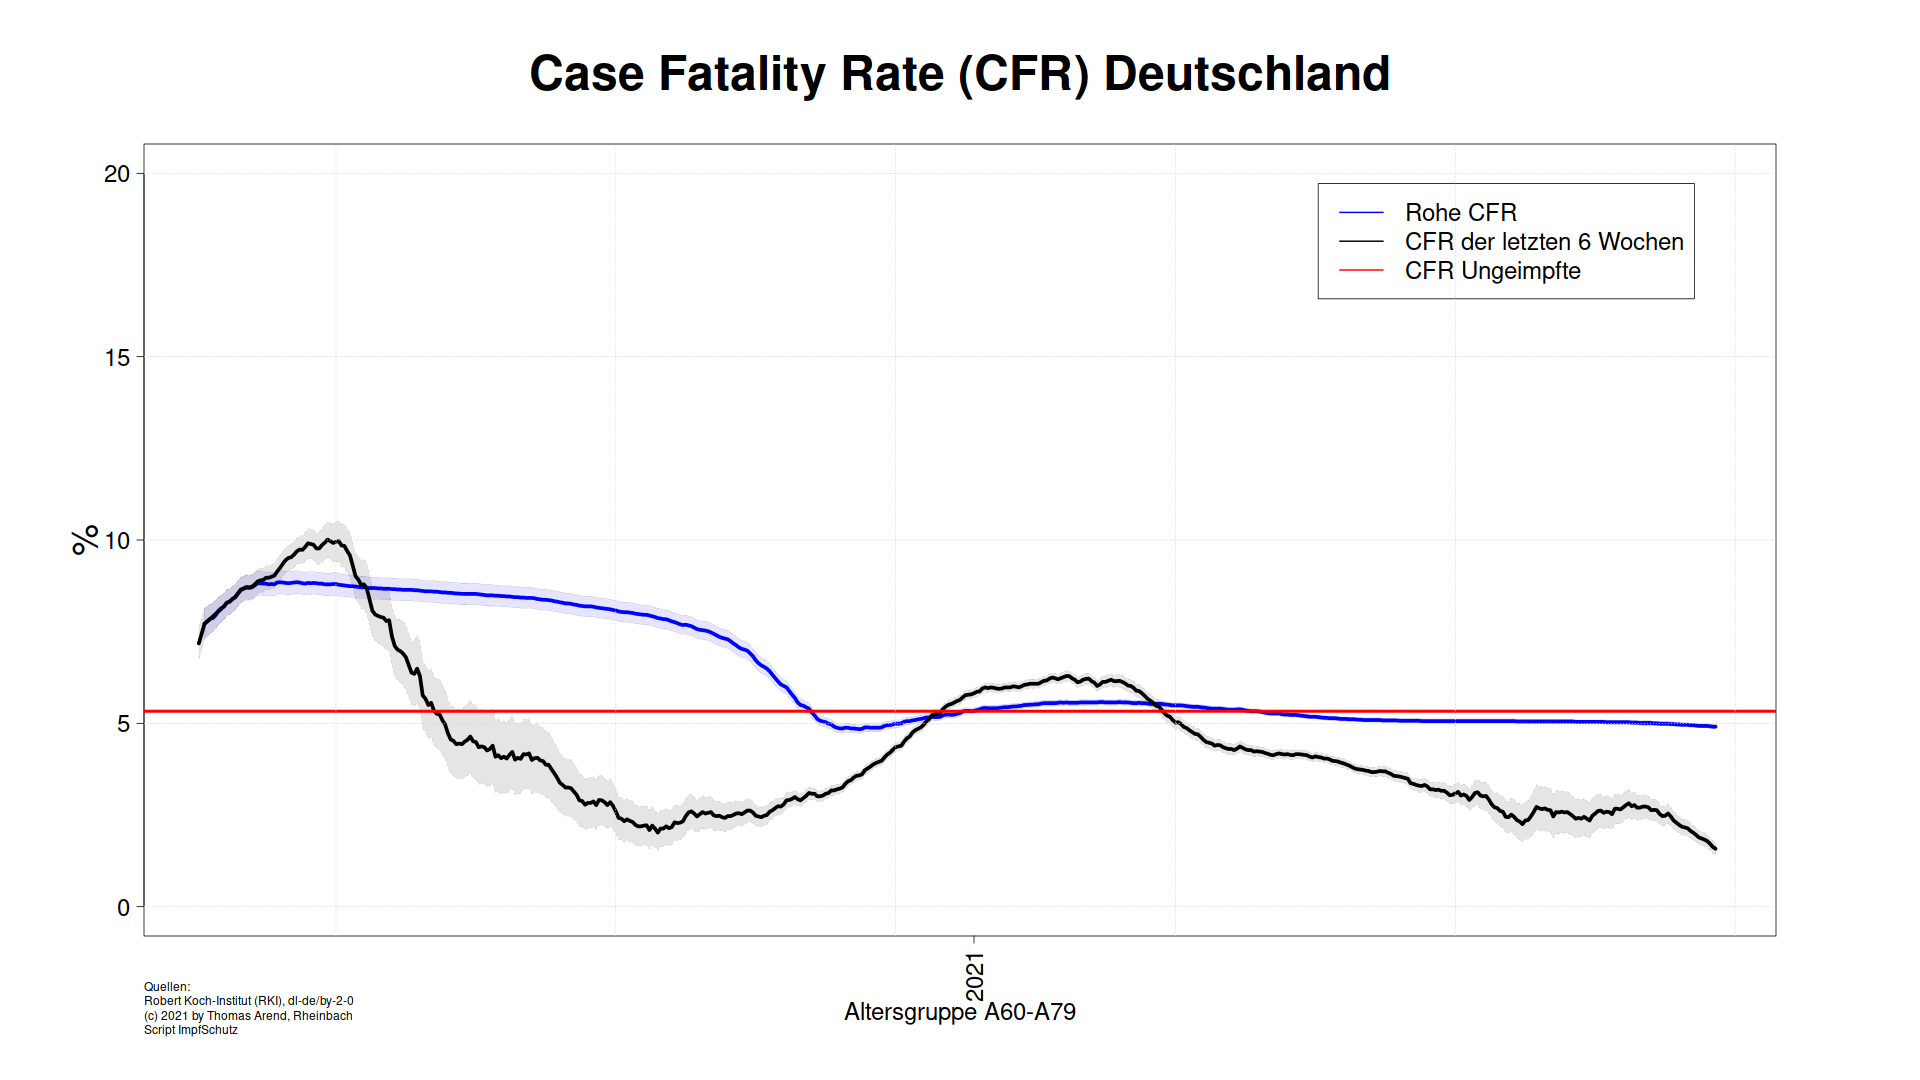 Case Fatality Rate (CFR) Deutschland
20
15
10
5
0
%
Rohe CFR
CFR der letzten 6 Wochen
CFR Ungeimpfte
2021
Altersgruppe A60-A79
Quellen:
Robert Koch-Institut (RKI), dl-de/by-2-0
(c) 2021 by Thomas Arend, Rheinbach
Script ImpfSchutz